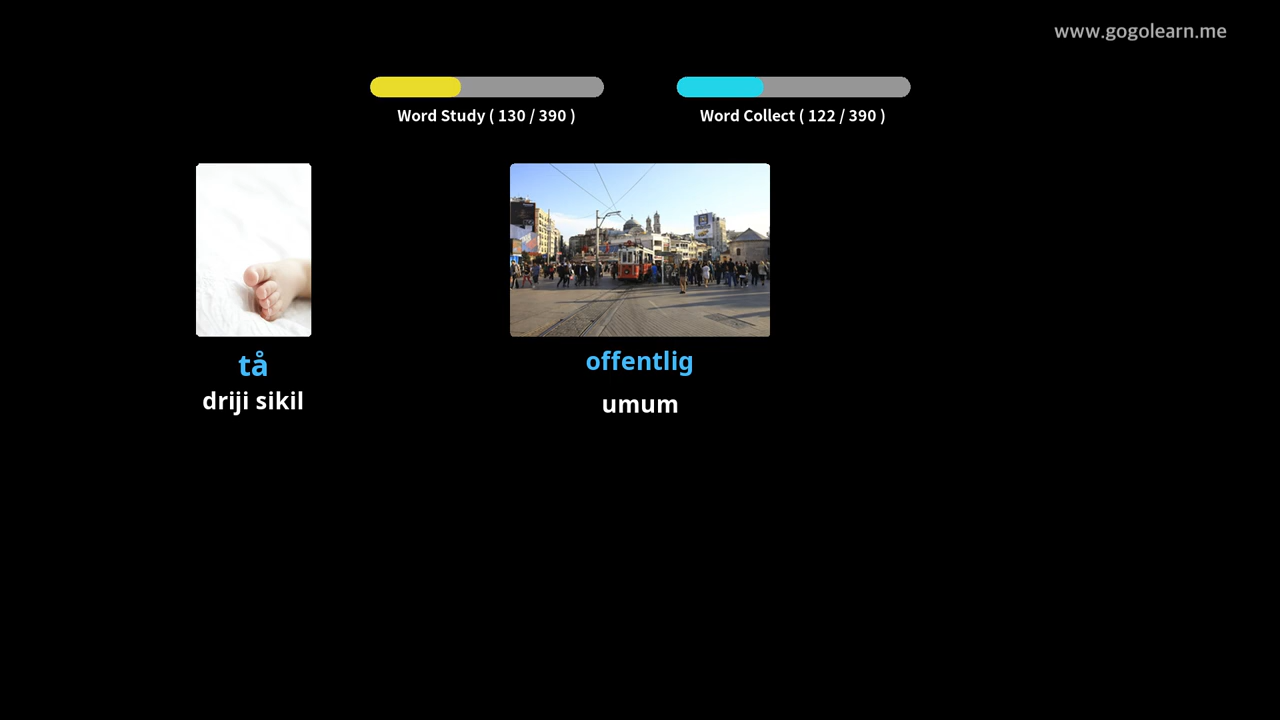 www.gogolearn.me
Word Study ( 130 / 390 )
Word Collect ( 122 / 390 )
tå
driji sikil
offentlig
umum